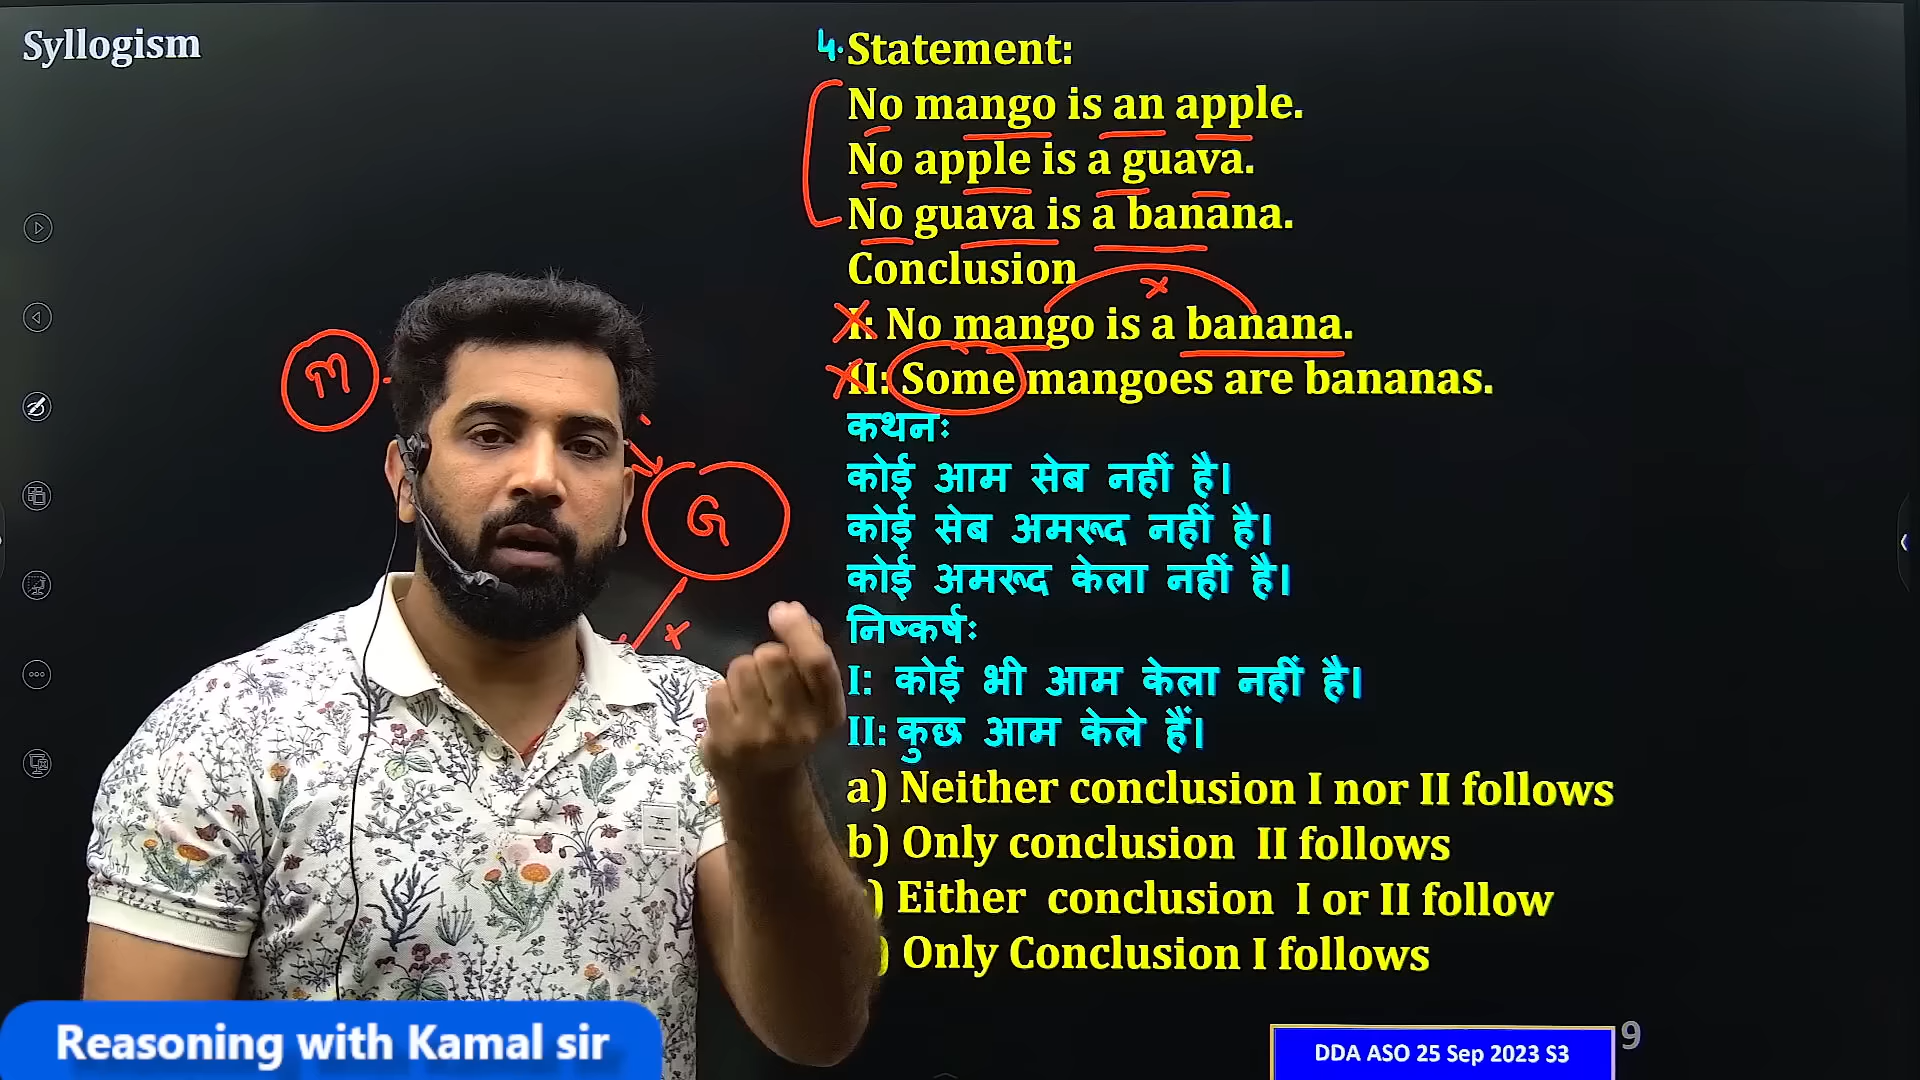 Syllogism
4. Statement:
No mango is an apple.
No apple is a guava.
No guava is a banana.
Conclusion
x
I: No mango is a banana.
II: Some mangoes are bananas.
M
G
x
कथनः
कोई आम सेब नहीं है।
कोई सेब अमरूद नहीं है।
कोई अमरूद केला नहीं है।
निष्कर्षः
I: कोई भी आम केला नहीं है।
II: कुछ आम केले हैं।
a) Neither conclusion I nor II follows
b) Only conclusion II follows
) Either conclusion I or II follow
) Only Conclusion I follows
Reasoning with Kamal sir
DDA ASO 25 Sep 2023 S3
9